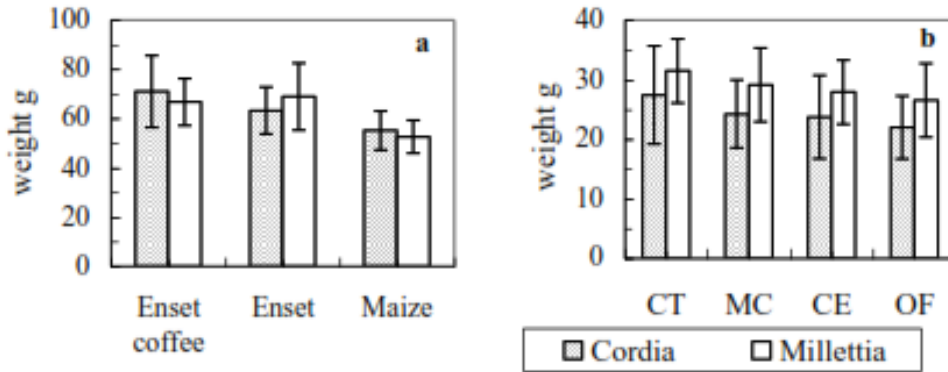 100
80
60
40
20
0
weight g
a
Enset
coffee
Enset
Maize
40
30
20
10
0
weight g
b
CT
MC
CE
OF
Cordia
Millettia